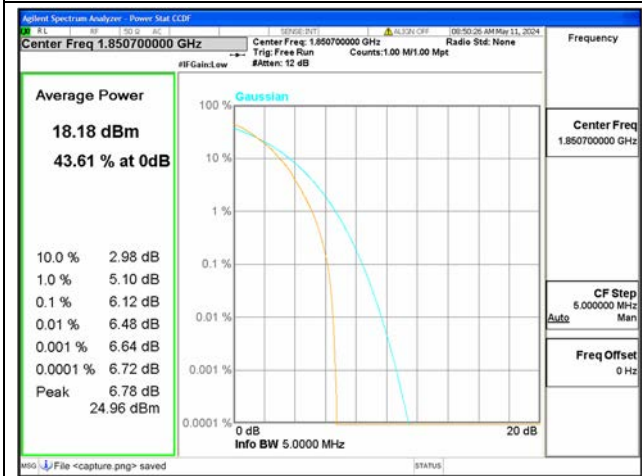 Agilent Spectrum Analyzer - Power Stat CCDF
RL RF 50 Ω AC SENSE:INT ALIGN OFF 08:50:26 AM May 11, 2024
Center Freq 1.850700000 GHz
Center Freq: 1.850700000 GHz Radio Std: None
Trig: Free Run Counts:1.00 M/1.00 Mpt
#IFGain:Low #Atten: 12 dB
Frequency
Average Power
18.18 dBm
43.61 % at 0dB
10.0 % 2.98 dB
1.0 % 5.10 dB
0.1 % 6.12 dB
0.01 % 6.48 dB
0.001 % 6.64 dB
0.0001 % 6.72 dB
Peak 6.78 dB
24.96 dBm
Gaussian
100 %
10 %
1 %
0.1 %
0.01 %
0.001 %
0.0001 %
0 dB 20 dB
Info BW 5.0000 MHz
Center Freq
1.850700000 GHz
CF Step
5.000000 MHz
Auto Man
Freq Offset
0 Hz
MSG File <capture.png> saved STATUS